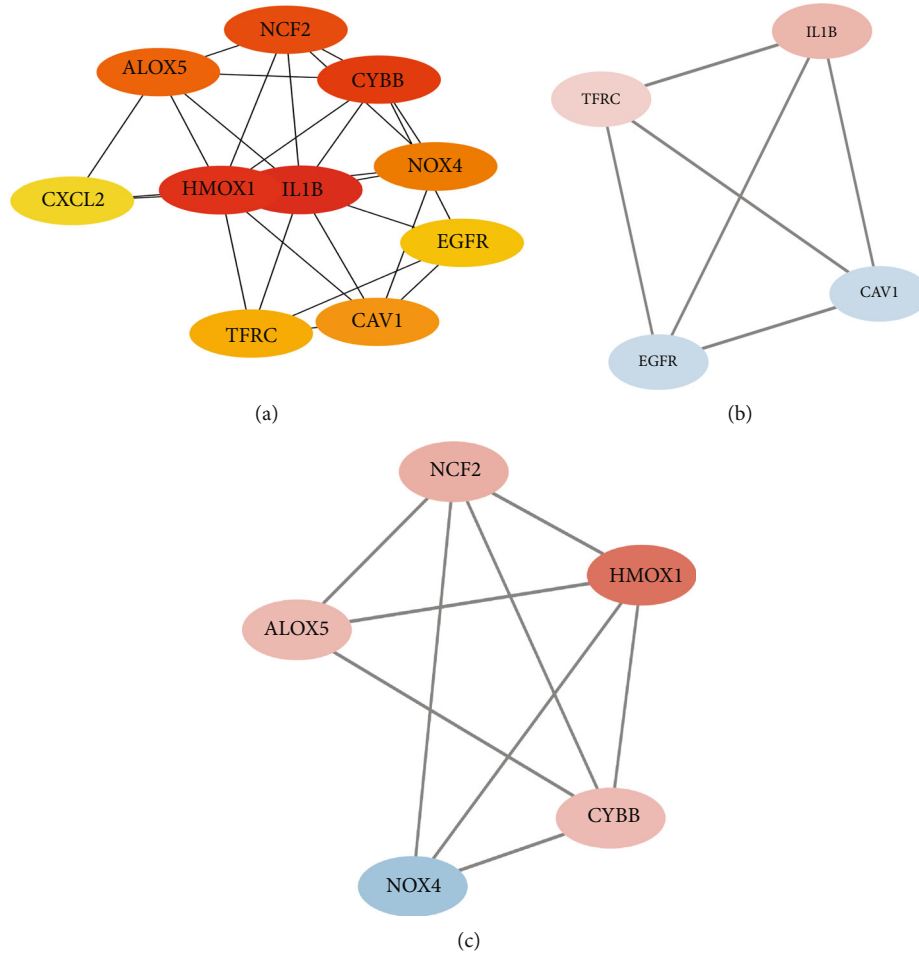 NCF2
ALOX5
CYBB
NOX4
HMOX1
IL1B
CXCL2
EGFR
TFRC
CAV1
(a)
IL1B
TFRC
CAV1
EGFR
(b)
NCF2
HMOX1
ALOX5
CYBB
NOX4
(c)